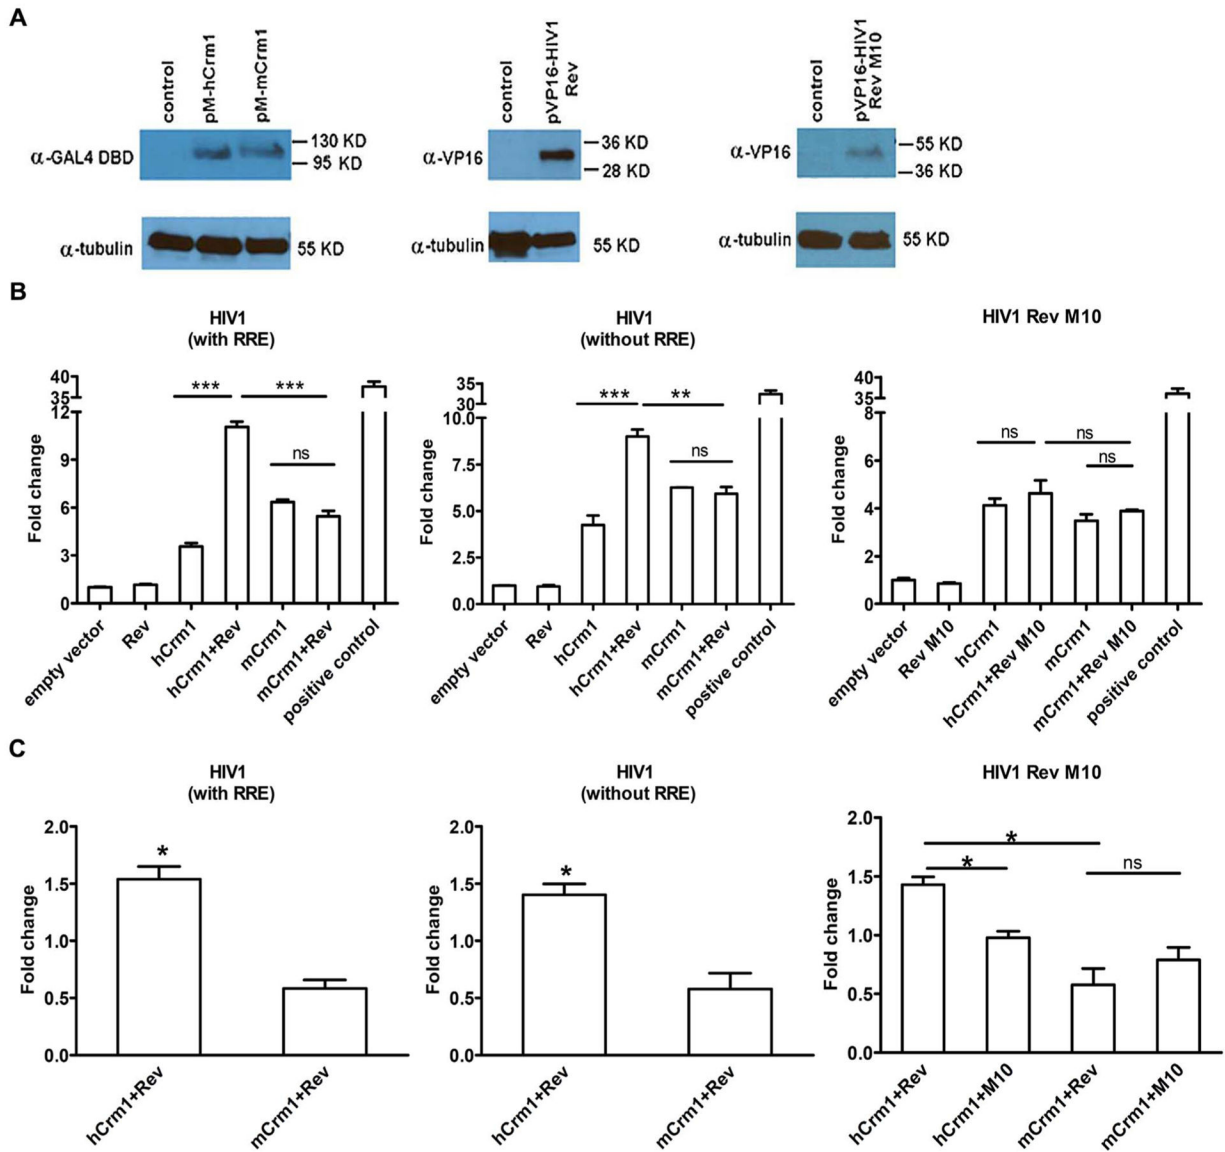 A
control
pM-hCrm1
pM-mCrm1
α-GAL4 DBD
130 KD
95 KD
α-tubulin
55 KD
control
pVP16-HIV1
Rev
α-VP16
36 KD
28 KD
α-tubulin
55 KD
control
pVP16-HIV1
Rev M10
α-VP16
55 KD
36 KD
α-tubulin
55 KD
B
HIV1
(with RRE)
Fold change
40
35
12
9
6
3
0
***
***
ns
empty vector
Rev
hCrm1
hCrm1+Rev
mCrm1
mCrm1+Rev
positive control
HIV1
(without RRE)
Fold change
35
30
10.0
7.5
5.0
2.5
0.0
***
**
ns
empty vector
Rev
hCrm1
hCrm1+Rev
mCrm1
mCrm1+Rev
postive control
HIV1 Rev M10
Fold change
40
35
8
6
4
2
0
ns
ns
ns
empty vector
Rev M10
hCrm1
hCrm1+Rev M10
mCrm1
mCrm1+Rev M10
positive control
C
HIV1
(with RRE)
Fold change
2.0
1.5
1.0
0.5
0.0
*
hCrm1+Rev
mCrm1+Rev
HIV1
(without RRE)
Fold change
2.0
1.5
1.0
0.5
0.0
*
hCrm1+Rev
mCrm1+Rev
HIV1 Rev M10
Fold change
2.0
1.5
1.0
0.5
0.0
*
*
ns
hCrm1+Rev
hCrm1+M10
mCrm1+Rev
mCrm1+M10